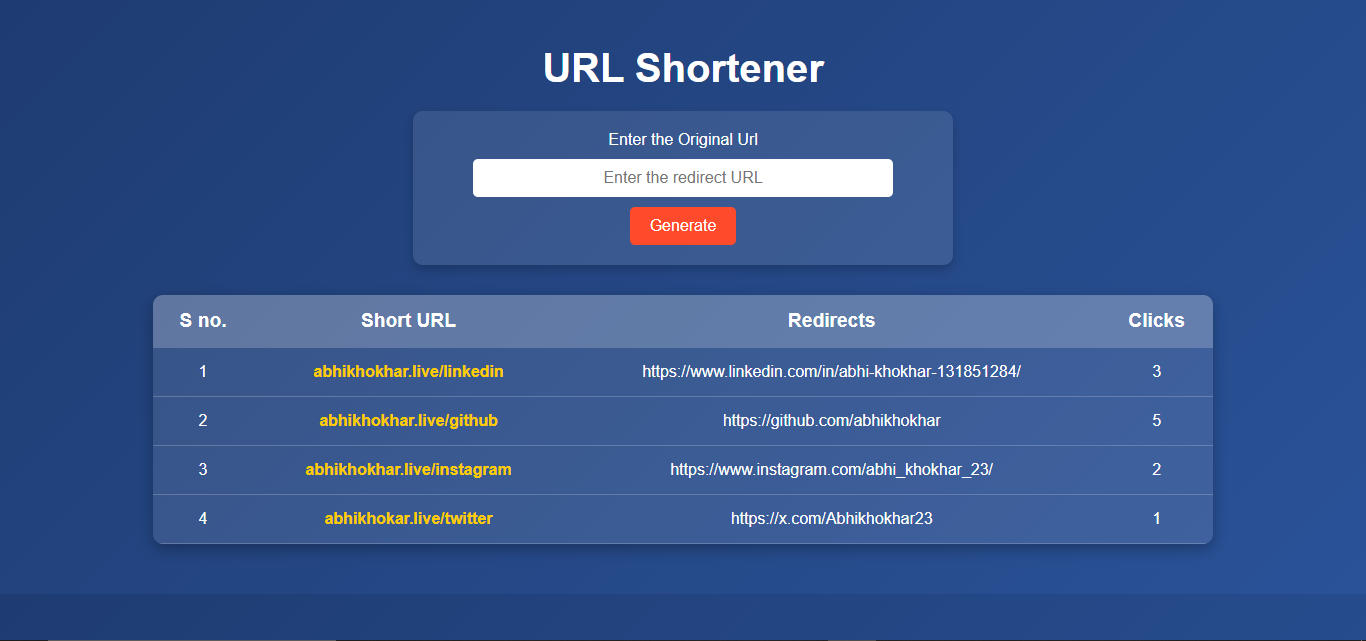 URL Shortener
Enter the Original Url
Enter the redirect URL
Generate
S no. Short URL Redirects Clicks
1 abhikhokhar.live/linkedin https://www.linkedin.com/in/abhi-khokhar-131851284/ 3
2 abhikhokhar.live/github https://github.com/abhikhokhar 5
3 abhikhokhar.live/instagram https://www.instagram.com/abhi_khokhar_23/ 2
4 abhikhokar.live/twitter https://x.com/Abhikhokhar23 1